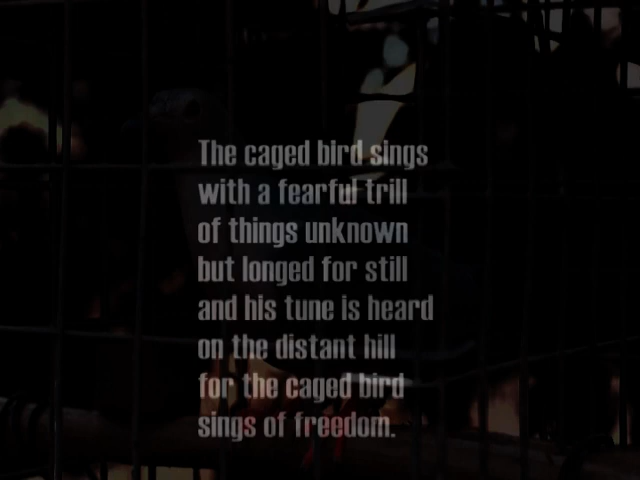 The caged bird sings
with a fearful trill
of things unknown
but longed for still
and his tune is heard
on the distant hill
for the caged bird
sings of freedom.